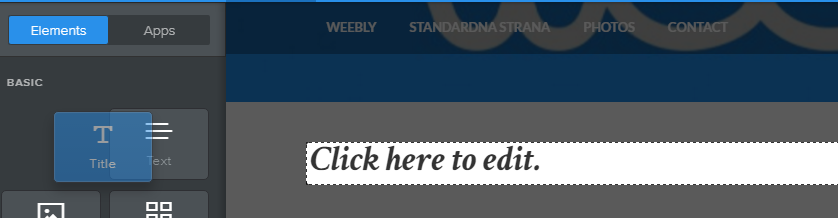 Elements Apps
WEEBLY STANDARDNA STRANA PHOTOS CONTACT
BASIC
Title Text
Click here to edit.